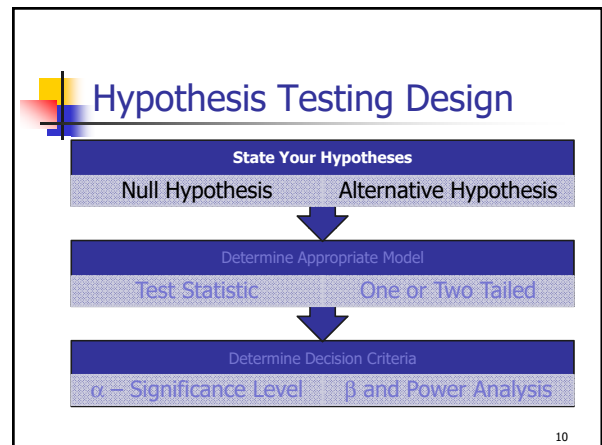 Hypothesis Testing Design
State Your Hypotheses
Null Hypothesis Alternative Hypothesis
Determine Appropriate Model
Test Statistic One or Two Tailed
Determine Decision Criteria
α – Significance Level β and Power Analysis
10